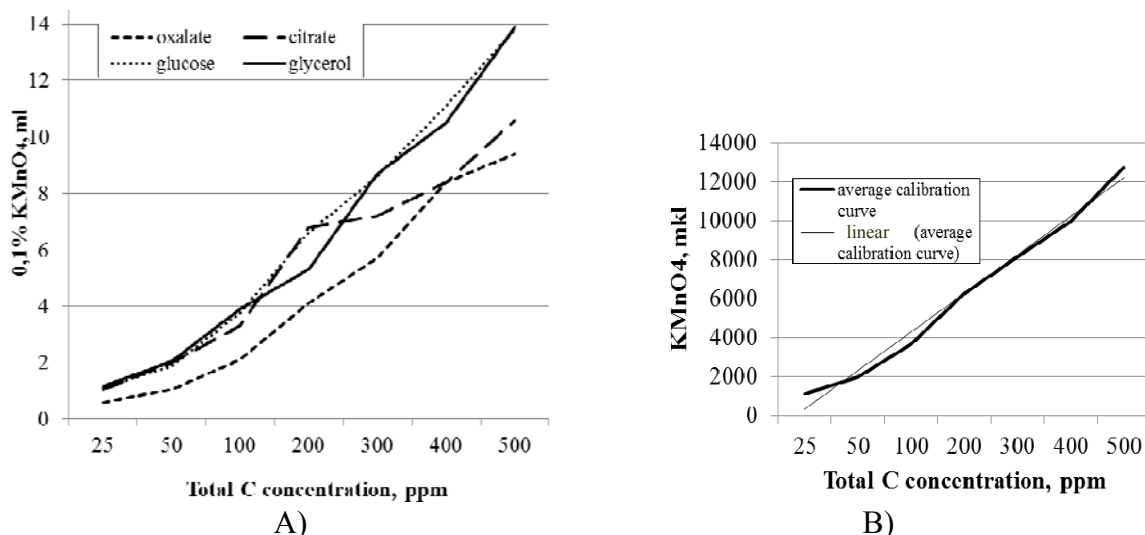 14
12
10
8
6
4
2
0
0,1% KMnO4, ml
oxalate citrate
glucose glycerol
25 50 100 200 300 400 500
Total C concentration, ppm
A)
14000
12000
10000
8000
6000
4000
2000
0
KMnO4, mkl
average calibration
curve
linear (average
calibration curve)
25 50 100 200 300 400 500
Total C concentration, ppm
B)